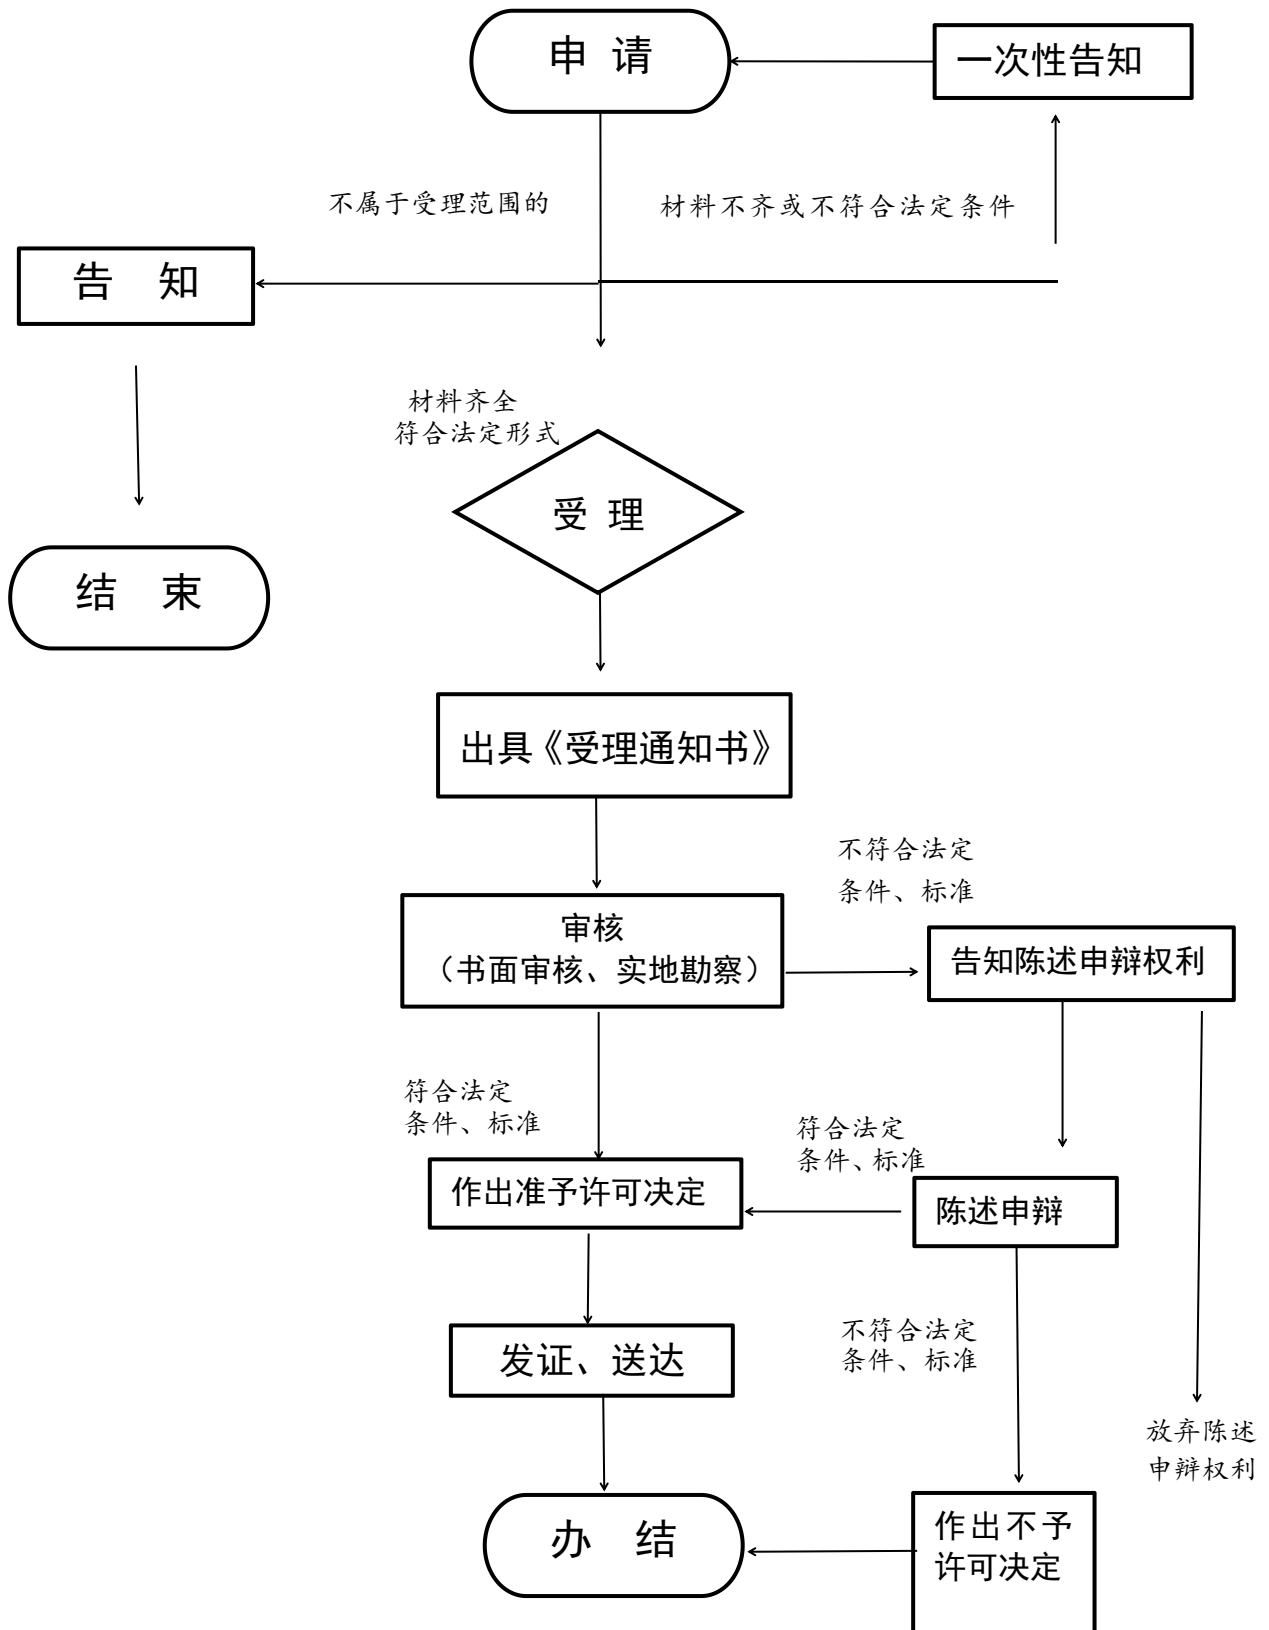 申 请
一次性告知
不属于受理范围的
材料不齐或不符合法定条件
告 知
材料齐全
符合法定形式
受 理
结 束
出具《受理通知书》
不符合法定
条件、标准
审核
（书面审核、实地勘察）
告知陈述申辩权利
符合法定
条件、标准
符合法定
条件、标准
作出准予许可决定
陈述申辩
不符合法定
条件、标准
发证、送达
放弃陈述
申辩权利
办 结
作出不予
许可决定